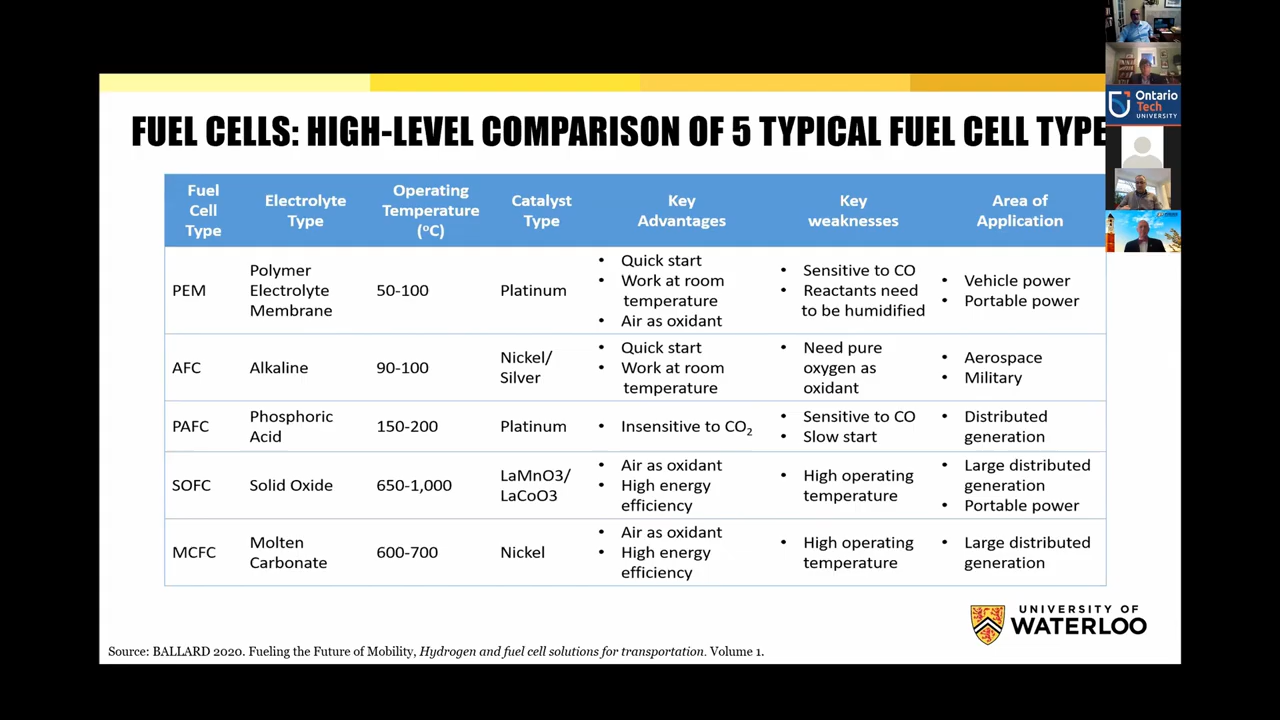 FUEL CELLS: HIGH-LEVEL COMPARISON OF 5 TYPICAL FUEL CELL TYPE
Ontario
Tech
UNIVERSITY
Fuel
Cell
Type
Electrolyte
Type
Operating
Temperature
(°C)
Catalyst
Type
Key
Advantages
Key
weaknesses
Area of
Application
PEM
Polymer
Electrolyte
Membrane
50-100
Platinum
• Quick start
• Work at room
temperature
• Air as oxidant
• Sensitive to CO
• Reactants need
to be humidified
• Vehicle power
• Portable power
AFC
Alkaline
90-100
Nickel/
Silver
• Quick start
• Work at room
temperature
• Need pure
oxygen as
oxidant
• Aerospace
• Military
PAFC
Phosphoric
Acid
150-200
Platinum
• Insensitive to CO₂
• Sensitive to CO
• Slow start
• Distributed
generation
SOFC
Solid Oxide
650-1,000
LaMnO3/
LaCoO3
• Air as oxidant
• High energy
efficiency
• High operating
temperature
• Large distributed
generation
• Portable power
MCFC
Molten
Carbonate
600-700
Nickel
• Air as oxidant
• High energy
efficiency
• High operating
temperature
• Large distributed
generation
UNIVERSITY OF
WATERLOO
Source: BALLARD 2020. Fueling the Future of Mobility, Hydrogen and fuel cell solutions for transportation. Volume 1.